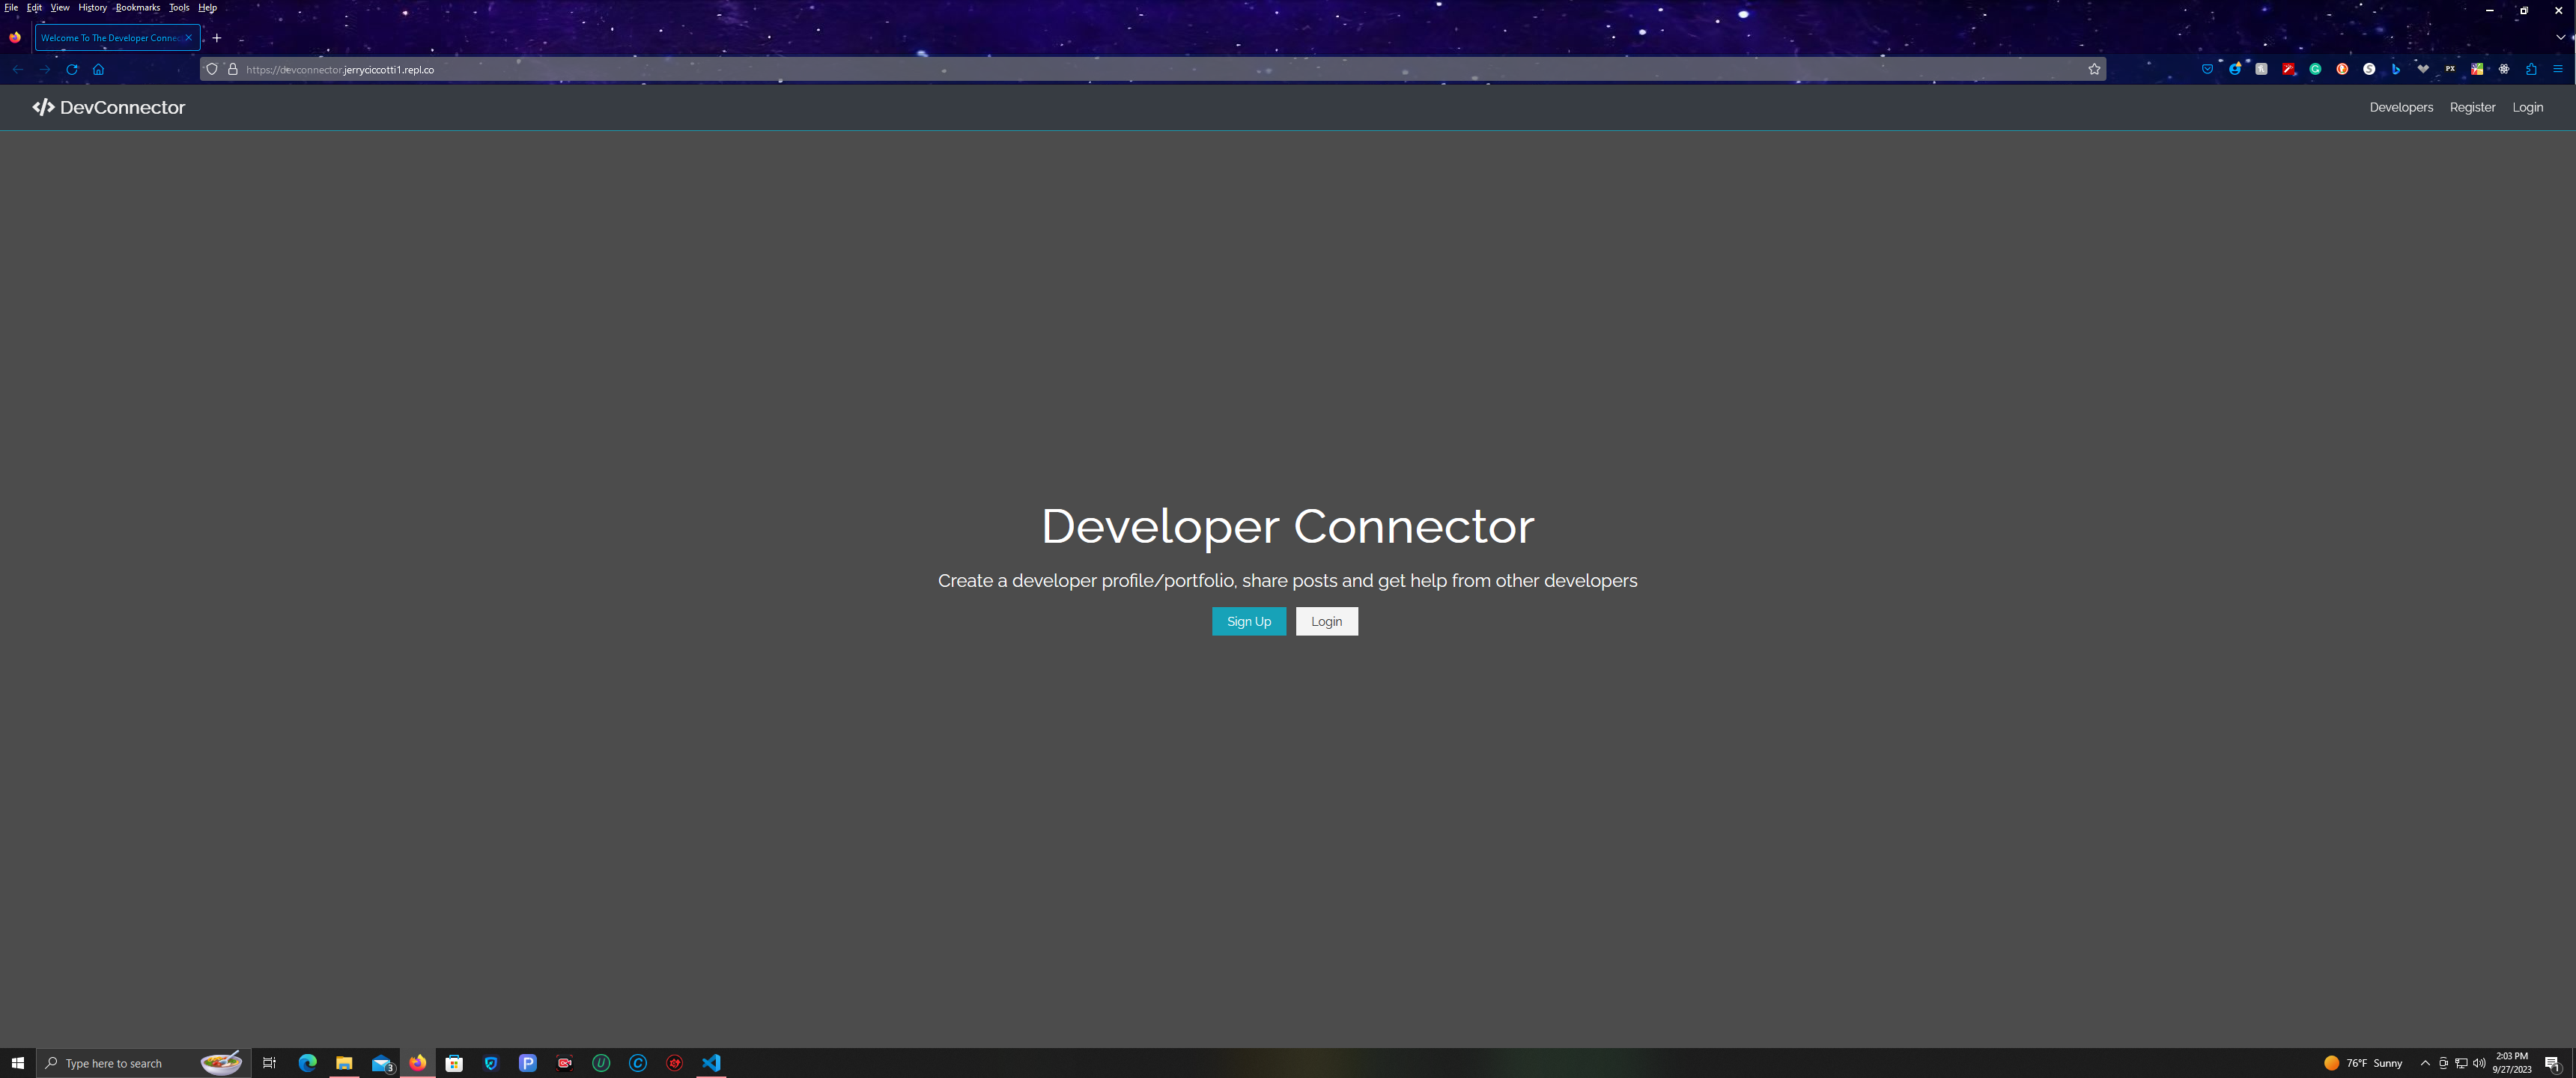 File Edit View History Bookmarks Tools Help
Welcome To The Developer Connec
https://devconnector.jerryciccotti1.repl.co
DevConnector
Developers Register Login
Developer Connector
Create a developer profile/portfolio, share posts and get help from other developers
Sign Up Login
Type here to search
3
76°F Sunny
2:03 PM
9/27/2023
1